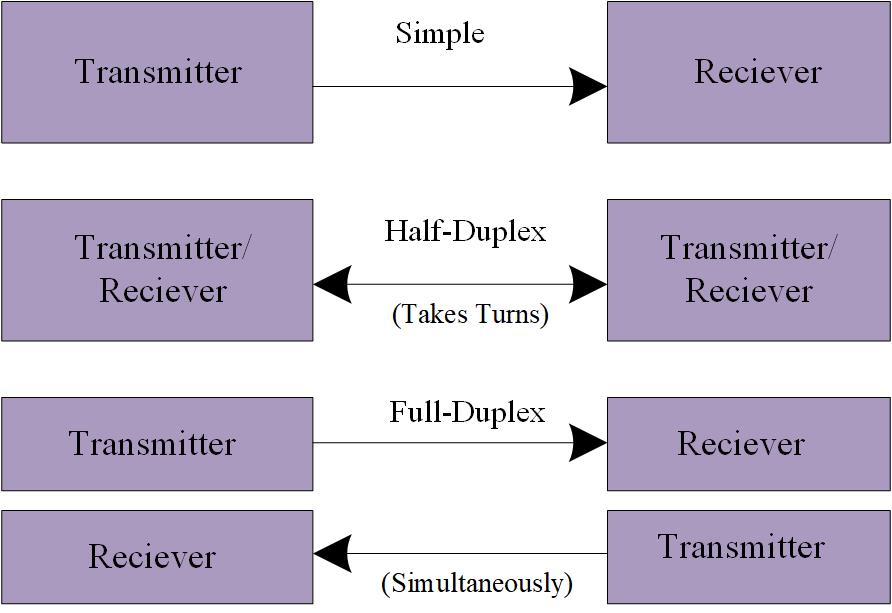 Simple
Transmitter
Reciever
Half-Duplex
Transmitter/
Reciever
Transmitter/
Reciever
(Takes Turns)
Full-Duplex
Transmitter
Reciever
Reciever
Transmitter
(Simultaneously)